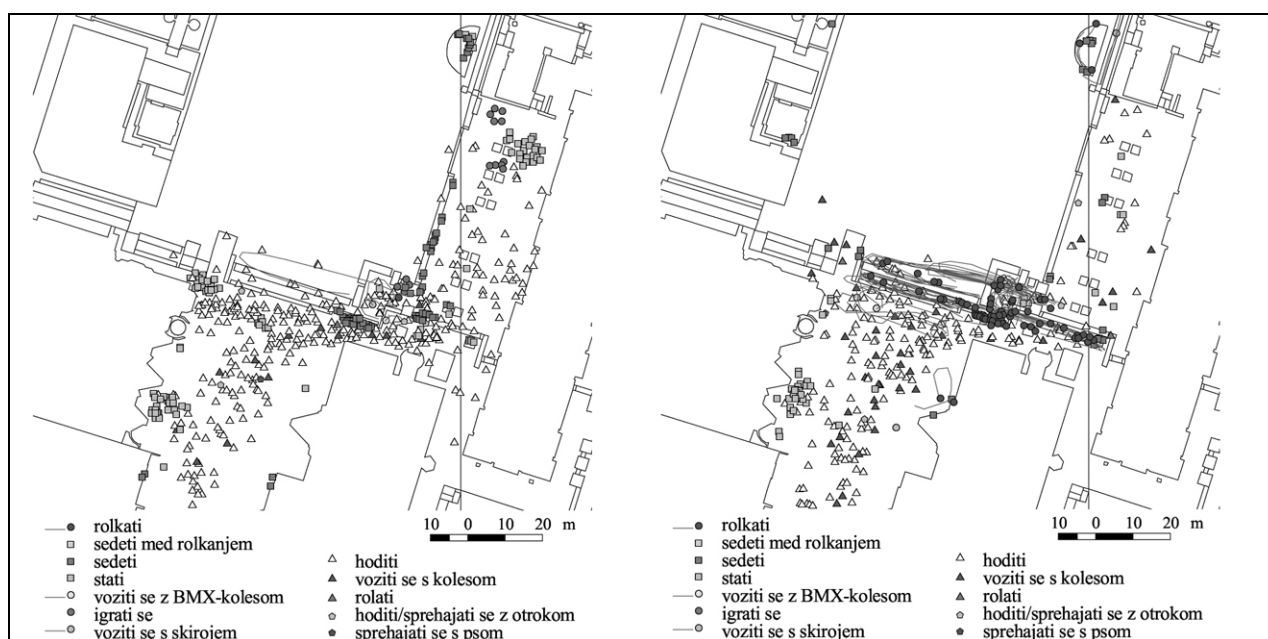 10 0 10 20 m
rolkati
sedeti med rolkanjem
sedeti
stati
voziti se z BMX-kolesom
igrati se
voziti se s skirojem
hoditi
voziti se s kolesom
rolati
hoditi/sprehajati se z otrokom
sprehajati se s psom
10 0 10 20 m
rolkati
sedeti med rolkanjem
sedeti
stati
voziti se z BMX-kolesom
igrati se
voziti se s skirojem
hoditi
voziti se s kolesom
rolati
hoditi/sprehajati se z otrokom
sprehajati se s psom